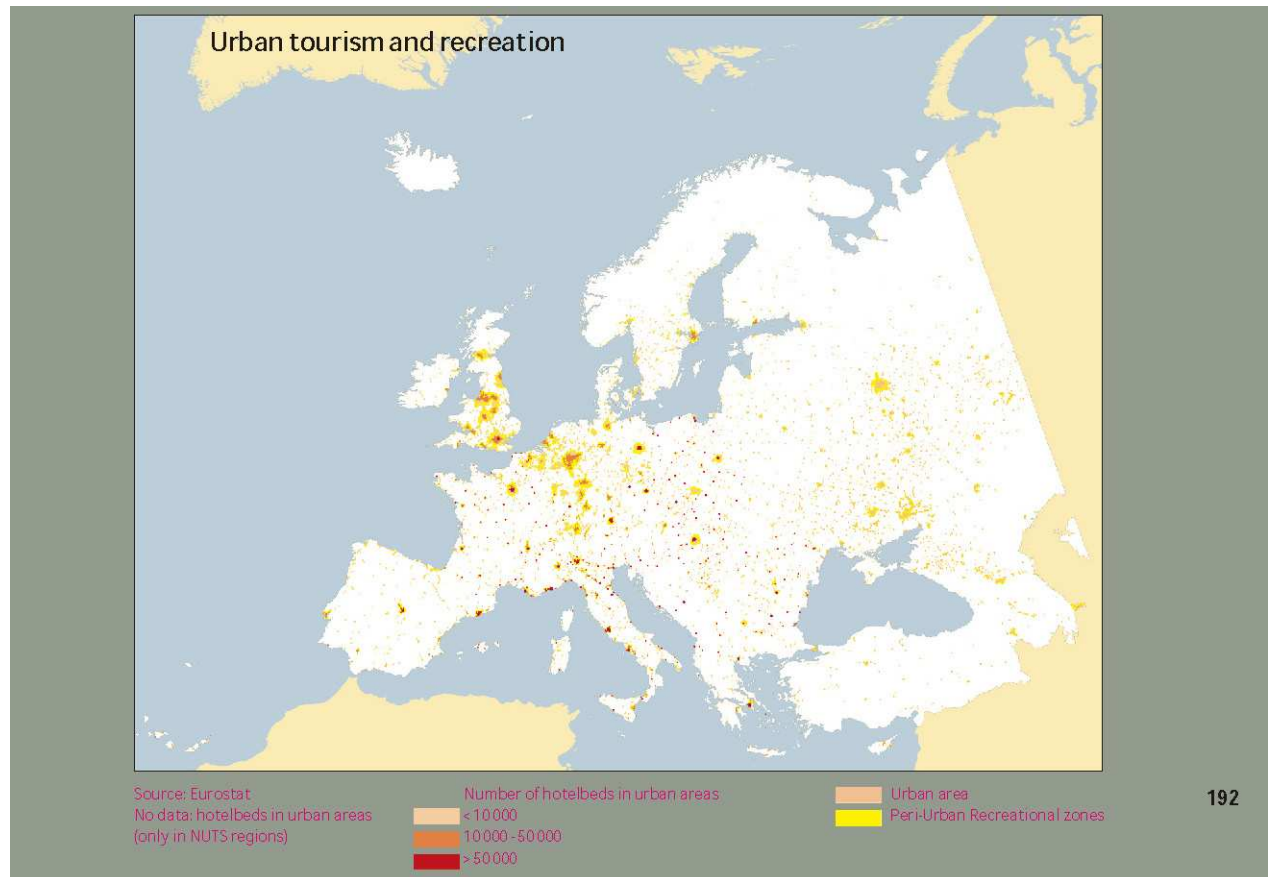 Urban tourism and recreation
Source: Eurostat
No data: hotelbeds in urban areas
(only in NUTS regions)
Number of hotelbeds in urban areas
<10 000
10 000 - 50 000
> 50 000
Urban area
Peri-Urban Recreational zones
192